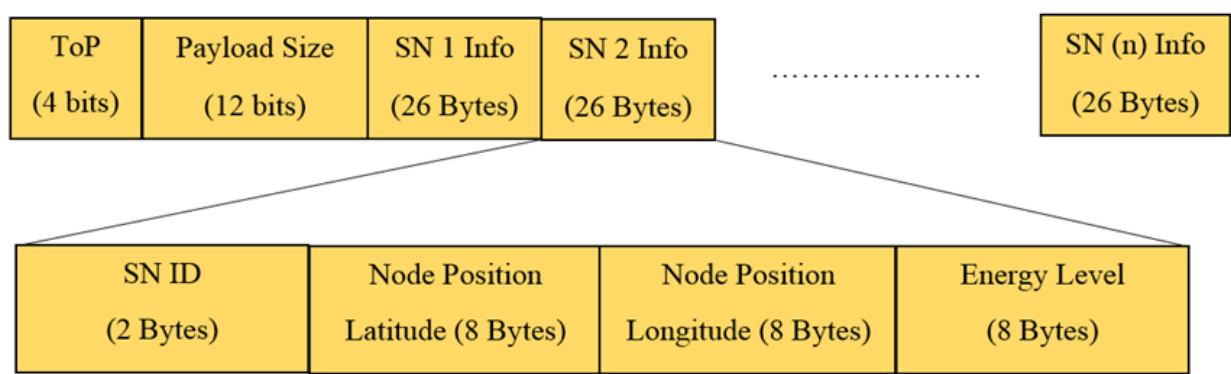 ToP
(4 bits)
Payload Size
(12 bits)
SN 1 Info
(26 Bytes)
SN 2 Info
(26 Bytes)
.....................
SN (n) Info
(26 Bytes)
SN ID
(2 Bytes)
Node Position
Latitude (8 Bytes)
Node Position
Longitude (8 Bytes)
Energy Level
(8 Bytes)